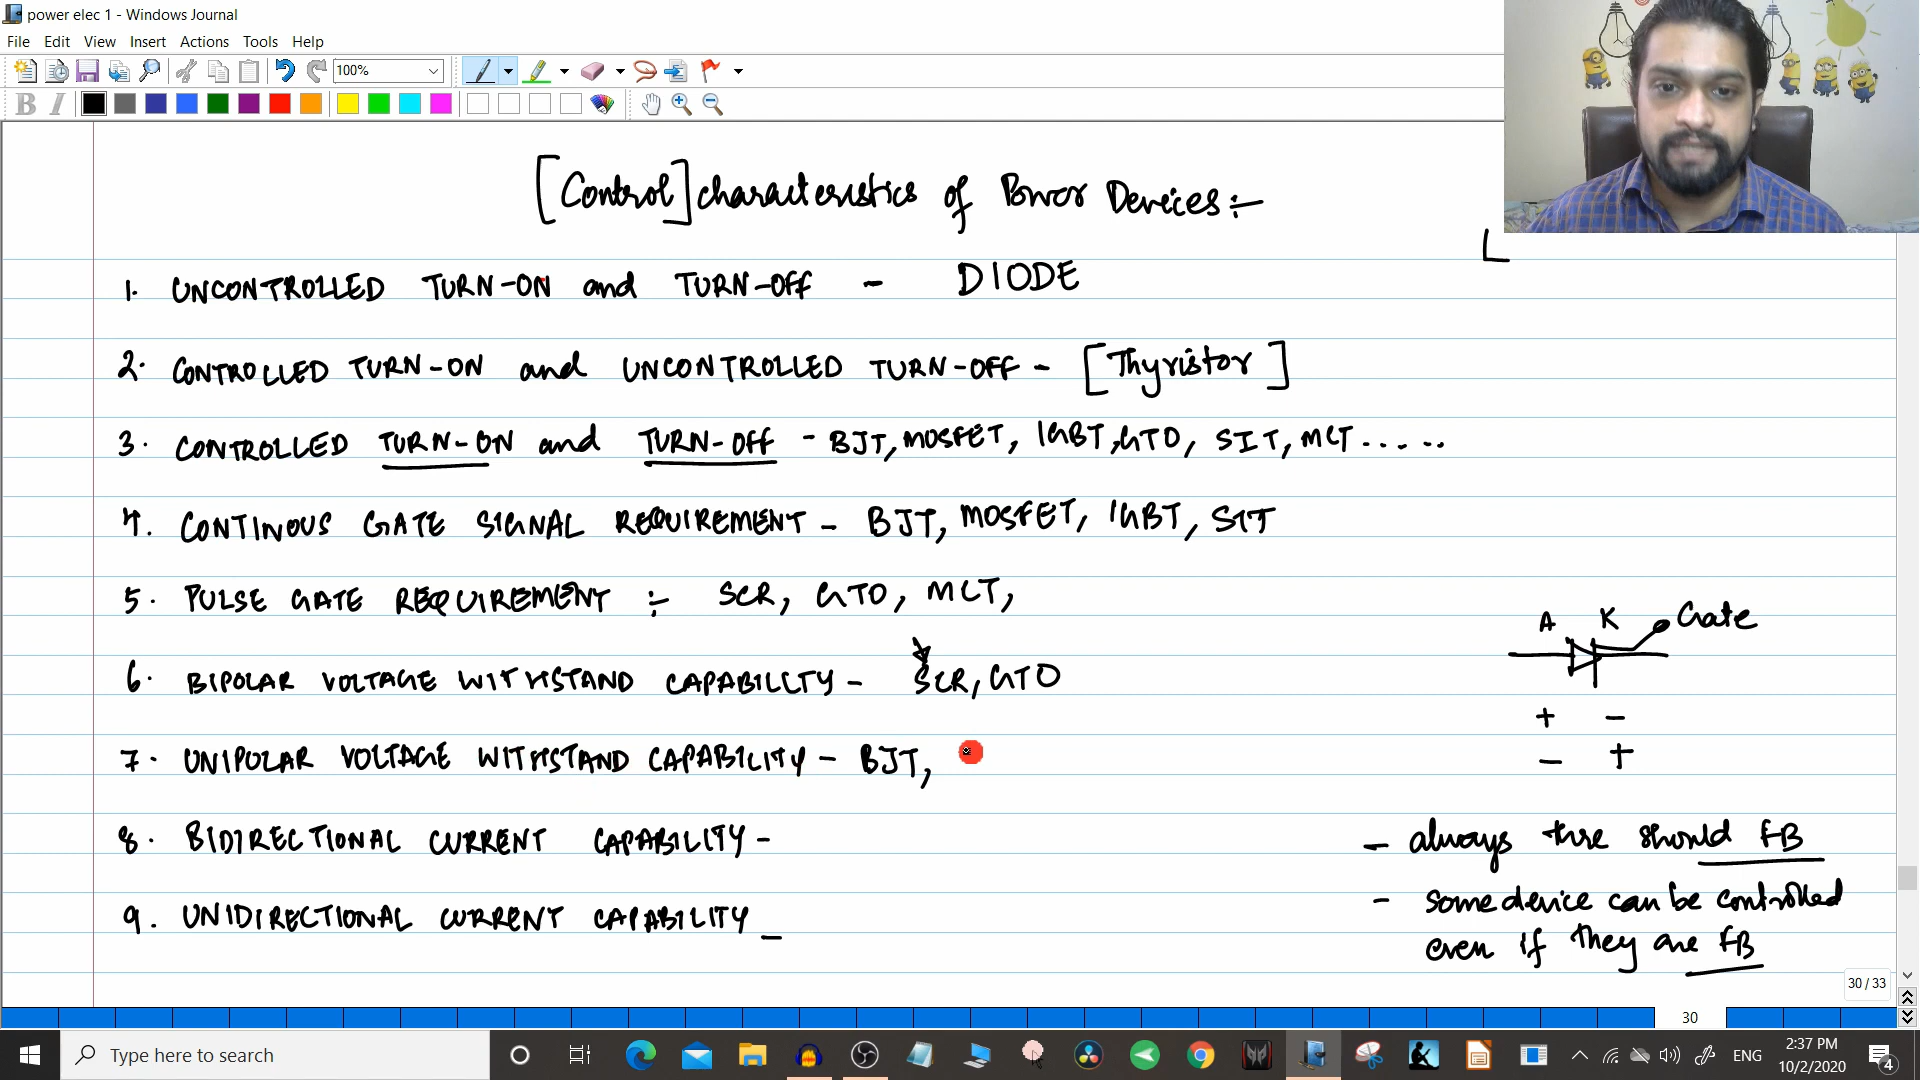 power elec 1 - Windows Journal
File Edit View Insert Actions Tools Help
100%
B I
[Control] characteristics of Power Devices :-
1. UNCONTROLLED TURN-ON and TURN-OFF - DIODE
2. CONTROLLED TURN-ON and UNCONTROLLED TURN-OFF - [Thyristor]
3. CONTROLLED TURN-ON and TURN-OFF - BJT, MOSFET, IGBT, GTO, SIT, MCT.....
4. CONTINOUS GATE SIGNAL REQUIREMENT - BJT, MOSFET, IGBT, SIT
5. PULSE GATE REQUIREMENT :- SCR, GTO, MCT,
A K Gate
6. BIPOLAR VOLTAGE WITHSTAND CAPABILITY - SCR, GTO
+ -
7. UNIPOLAR VOLTAGE WITHSTAND CAPABILITY - BJT,
- +
8. BIDIRECTIONAL CURRENT CAPABILITY -
- always thre should FB
9. UNIDIRECTIONAL CURRENT CAPABILITY -
- some device can be controlled
even if they are FB
30 / 33
30
Type here to search
ENG
2:37 PM
10/2/2020
4